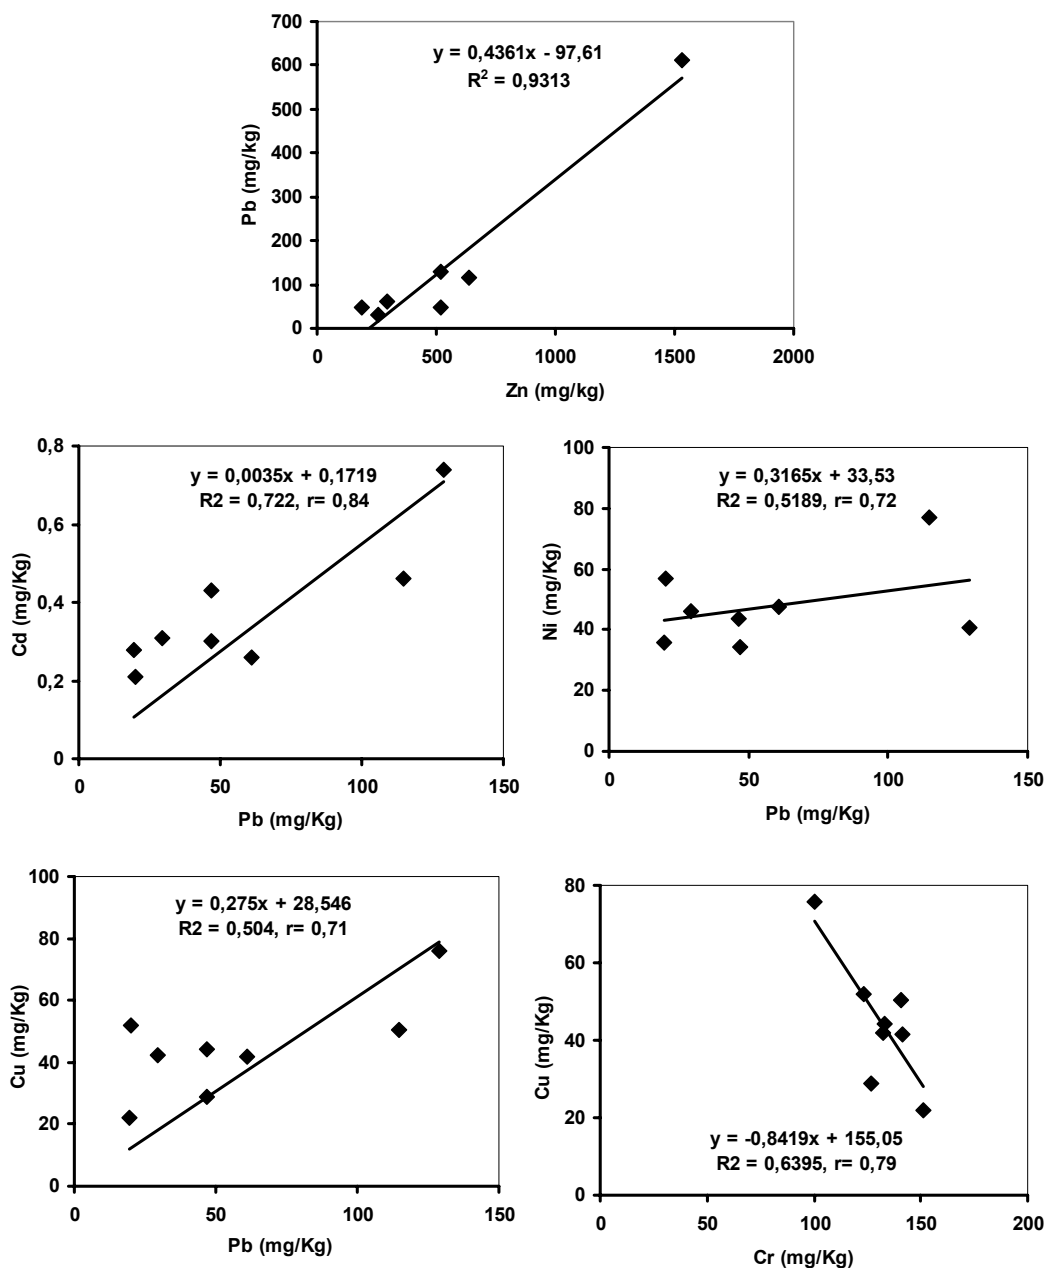 y = 0,4361x - 97,61
R2 = 0,9313
Pb (mg/kg)
700
600
500
400
300
200
100
0
0 500 1000 1500 2000
Zn (mg/kg)
y = 0,0035x + 0,1719
R2 = 0,722, r= 0,84
Cd (mg/Kg)
0,8
0,6
0,4
0,2
0
0 50 100 150
Pb (mg/Kg)
y = 0,3165x + 33,53
R2 = 0,5189, r= 0,72
Ni (mg/Kg)
100
80
60
40
20
0
0 50 100 150
Pb (mg/Kg)
y = 0,275x + 28,546
R2 = 0,504, r= 0,71
Cu (mg/Kg)
100
80
60
40
20
0
0 50 100 150
Pb (mg/Kg)
Cu (mg/Kg)
80
60
40
20
0
y = -0,8419x + 155,05
R2 = 0,6395, r= 0,79
0 50 100 150 200
Cr (mg/Kg)